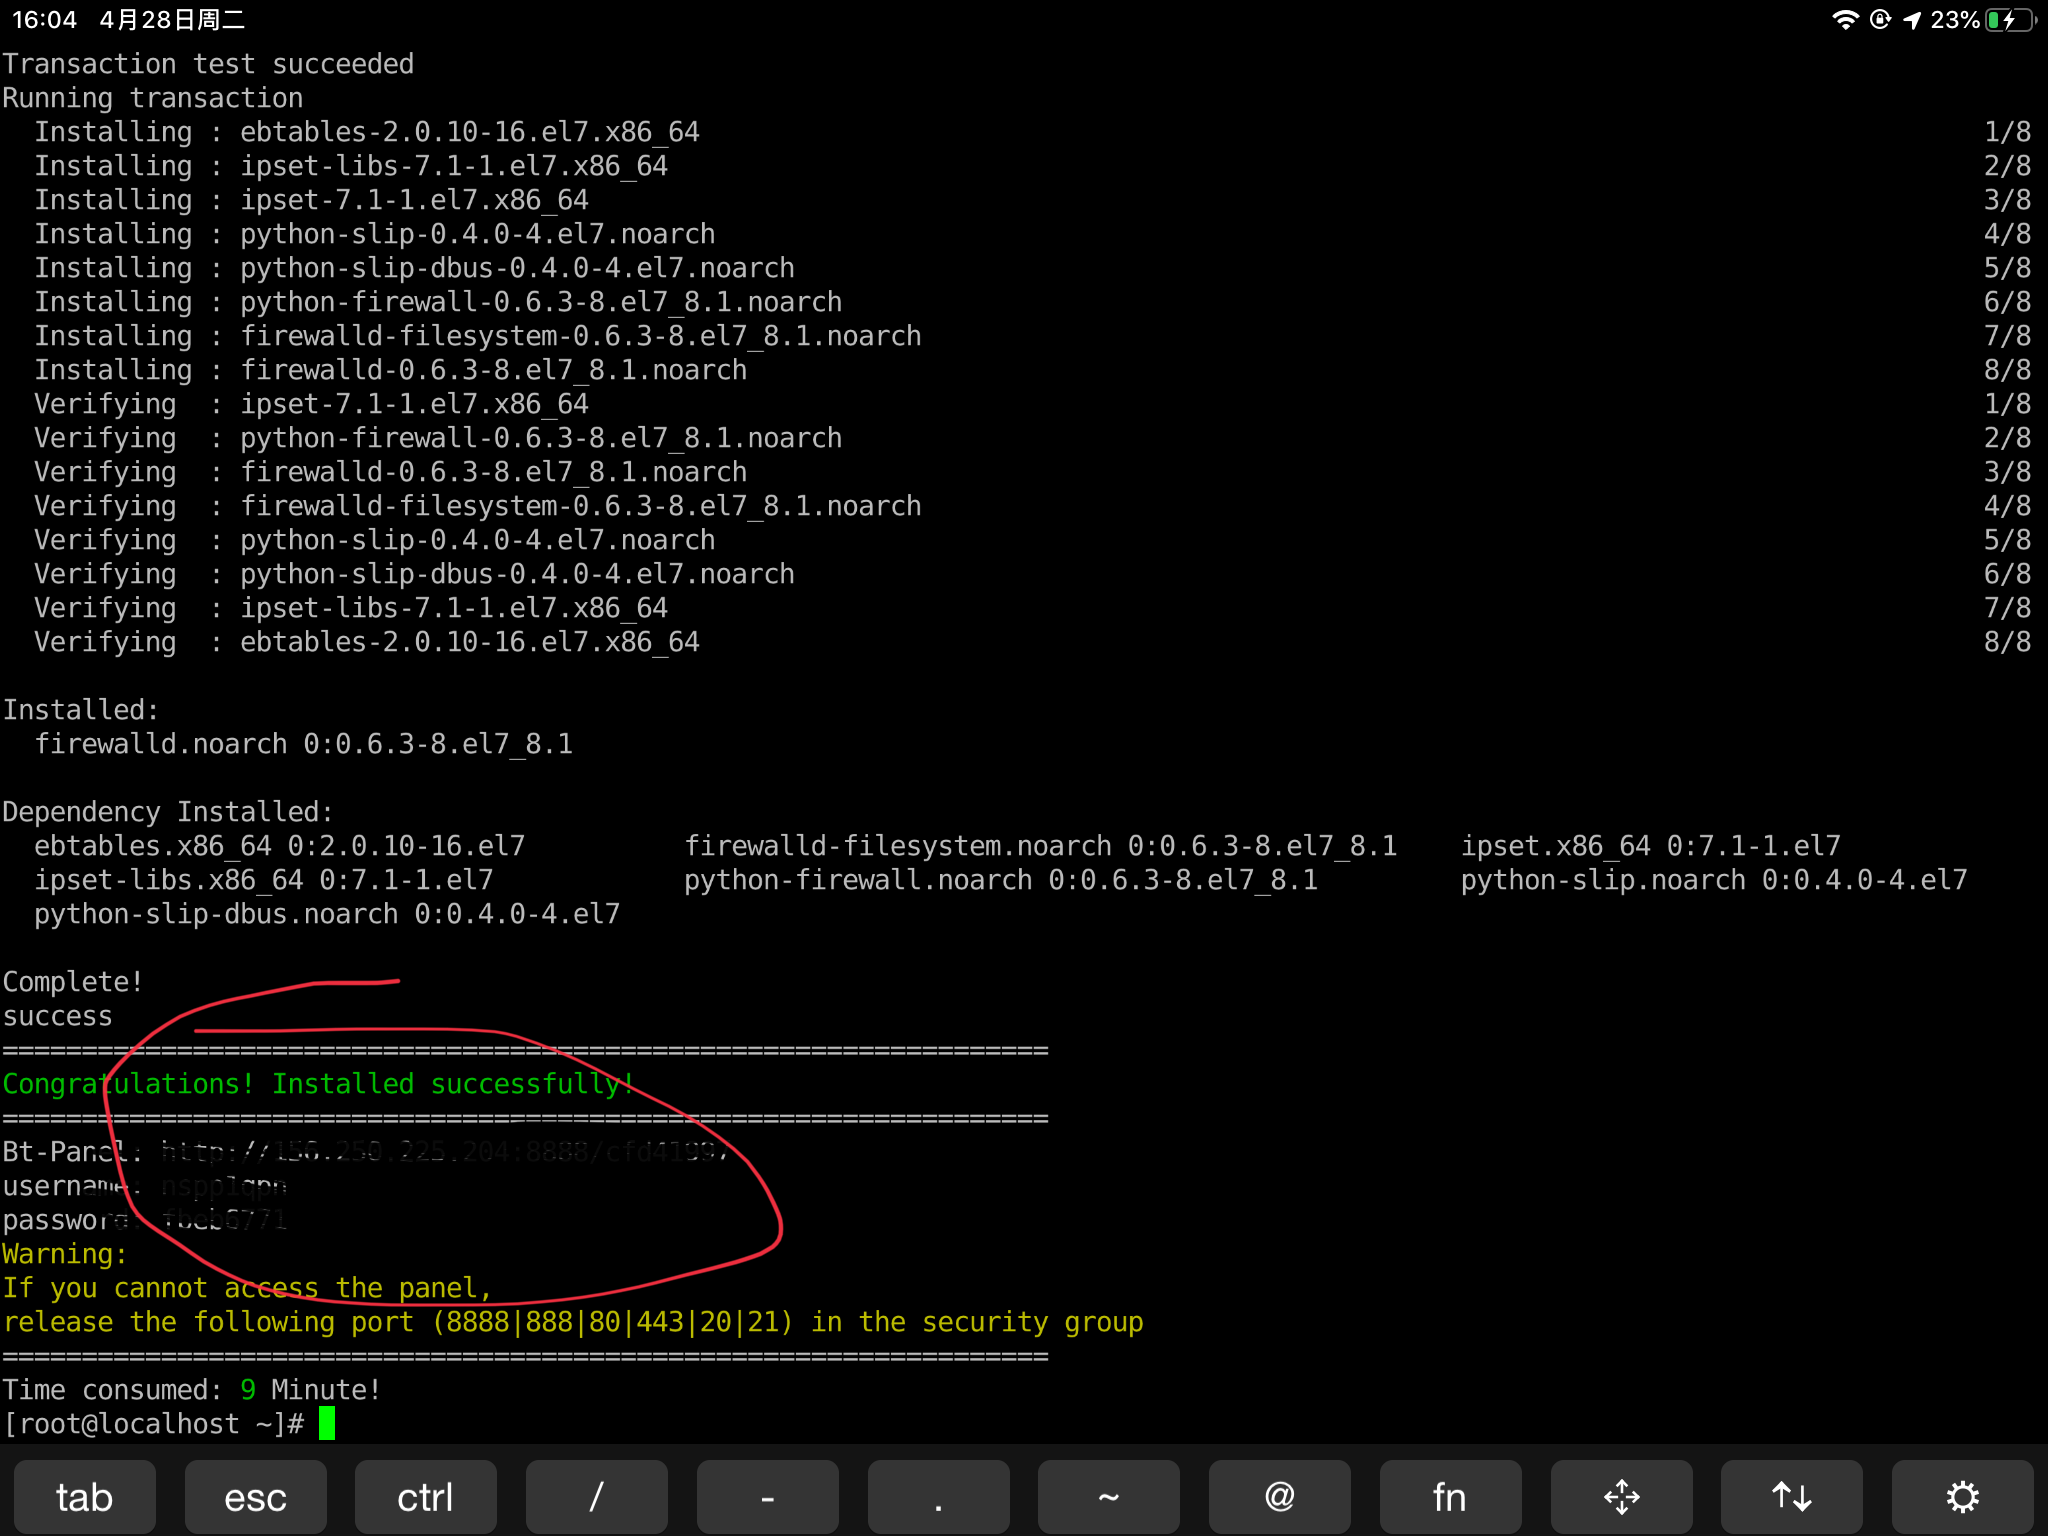 16:04 4月28日周二 23%
Transaction test succeeded
Running transaction
Installing : ebtables-2.0.10-16.el7.x86_64 1/8
Installing : ipset-libs-7.1-1.el7.x86_64 2/8
Installing : ipset-7.1-1.el7.x86_64 3/8
Installing : python-slip-0.4.0-4.el7.noarch 4/8
Installing : python-slip-dbus-0.4.0-4.el7.noarch 5/8
Installing : python-firewall-0.6.3-8.el7_8.1.noarch 6/8
Installing : firewalld-filesystem-0.6.3-8.el7_8.1.noarch 7/8
Installing : firewalld-0.6.3-8.el7_8.1.noarch 8/8
Verifying : ipset-7.1-1.el7.x86_64 1/8
Verifying : python-firewall-0.6.3-8.el7_8.1.noarch 2/8
Verifying : firewalld-0.6.3-8.el7_8.1.noarch 3/8
Verifying : firewalld-filesystem-0.6.3-8.el7_8.1.noarch 4/8
Verifying : python-slip-0.4.0-4.el7.noarch 5/8
Verifying : python-slip-dbus-0.4.0-4.el7.noarch 6/8
Verifying : ipset-libs-7.1-1.el7.x86_64 7/8
Verifying : ebtables-2.0.10-16.el7.x86_64 8/8
Installed:
firewalld.noarch 0:0.6.3-8.el7_8.1
Dependency Installed:
ebtables.x86_64 0:2.0.10-16.el7 firewalld-filesystem.noarch 0:0.6.3-8.el7_8.1 ipset.x86_64 0:7.1-1.el7
ipset-libs.x86_64 0:7.1-1.el7 python-firewall.noarch 0:0.6.3-8.el7_8.1 python-slip.noarch 0:0.4.0-4.el7
python-slip-dbus.noarch 0:0.4.0-4.el7
Complete!
success
==================================================================
Congratulations! Installed successfully!
==================================================================
Bt-Panel:
username:
password:
Warning:
If you cannot access the panel,
release the following port (8888|888|80|443|20|21) in the security group
==================================================================
Time consumed: 9 Minute!
[root@localhost ~]#
tab esc ctrl / - . ~ @ fn